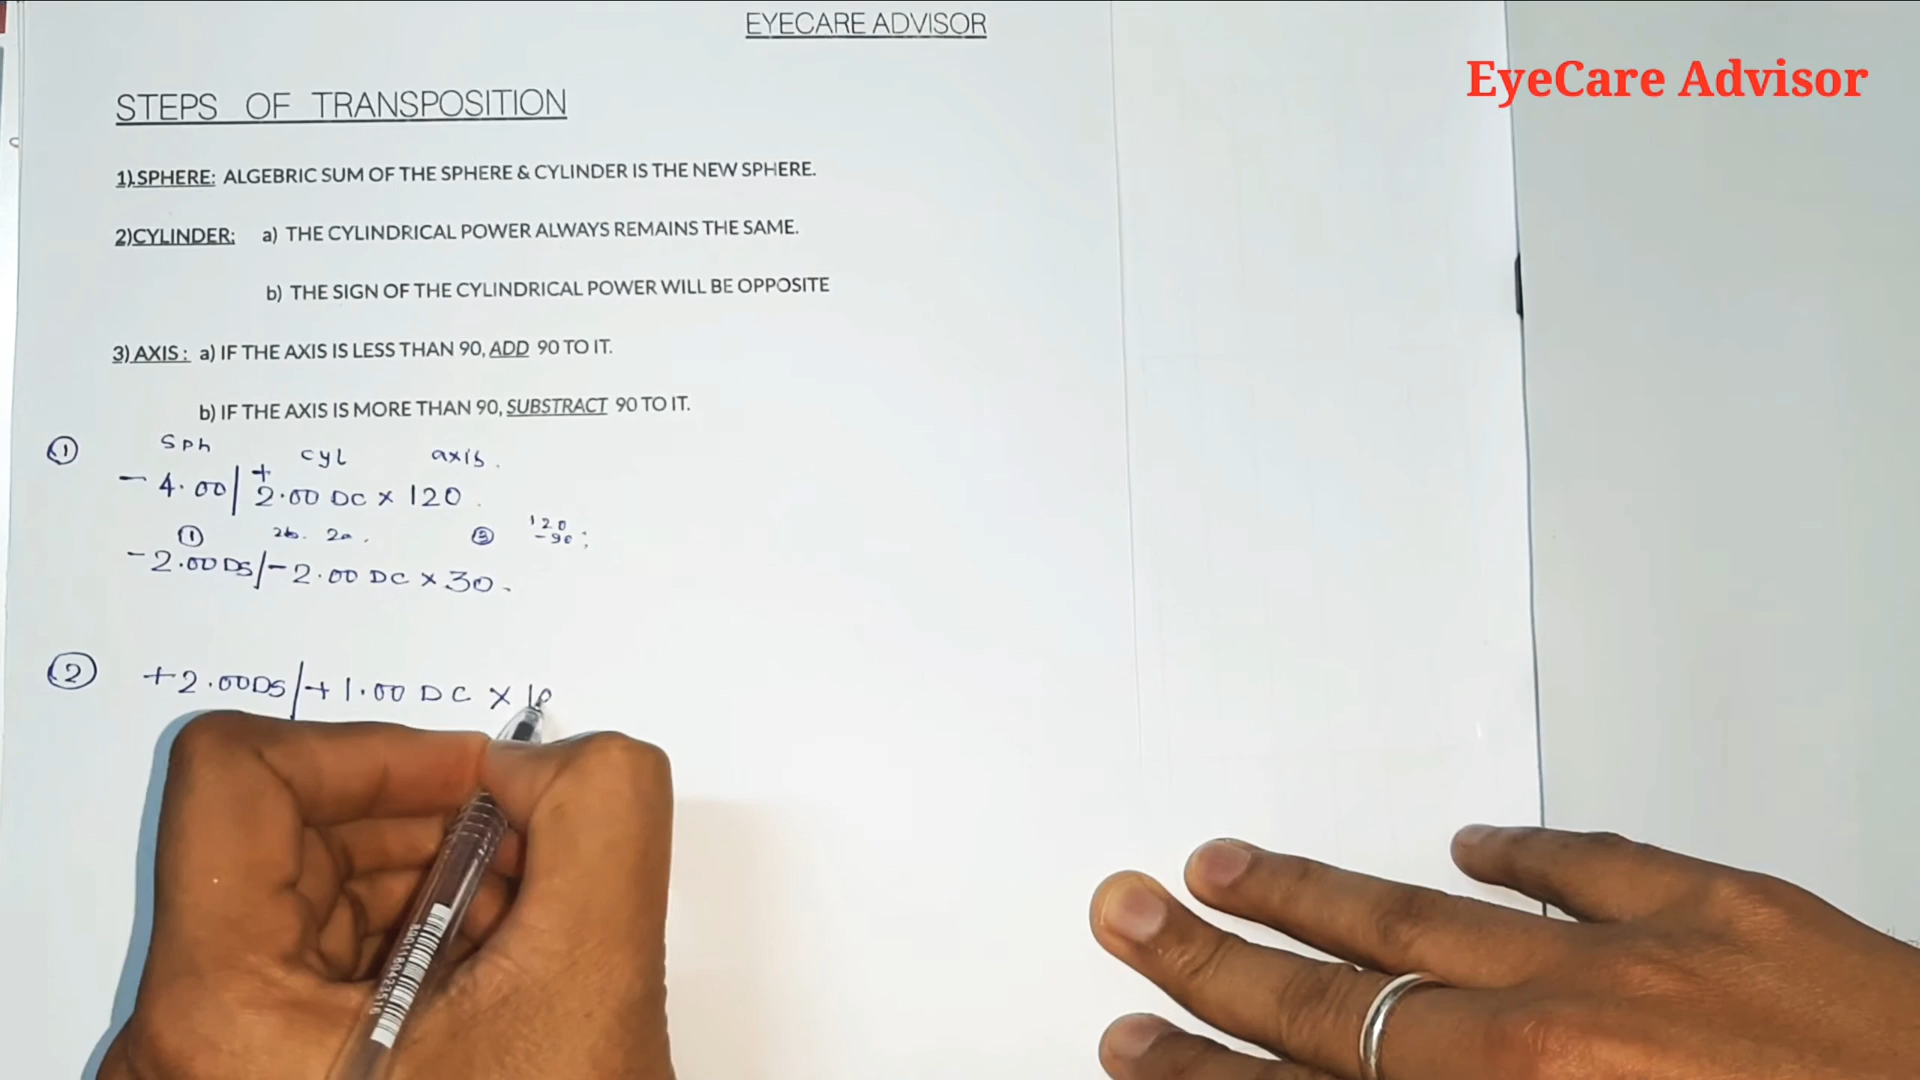 EYECARE ADVISOR
EyeCare Advisor
STEPS OF TRANSPOSITION
1).SPHERE: ALGEBRIC SUM OF THE SPHERE & CYLINDER IS THE NEW SPHERE.
2)CYLINDER: a) THE CYLINDRICAL POWER ALWAYS REMAINS THE SAME.
b) THE SIGN OF THE CYLINDRICAL POWER WILL BE OPPOSITE
3) AXIS : a) IF THE AXIS IS LESS THAN 90, ADD 90 TO IT.
b) IF THE AXIS IS MORE THAN 90, SUBSTRACT 90 TO IT.
① Sph cyl axis.
- 4.00 | + 2.00 DC × 120
① 2b. 2a. ③ 120
-90 ;
-2.00 DS / -2.00 DC × 30.
② +2.00DS / +1.00 DC ×